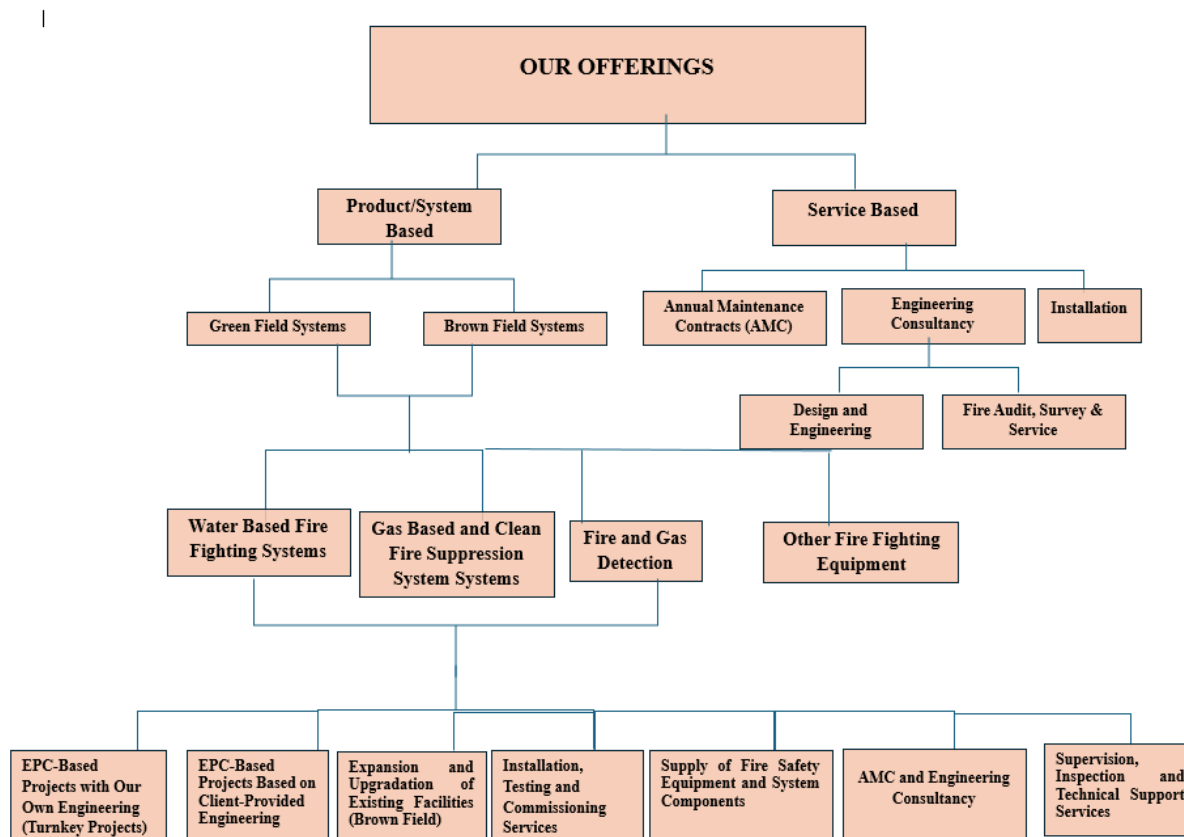 OUR OFFERINGS
Product/System
Based
Service Based
Green Field Systems
Brown Field Systems
Annual Maintenance
Contracts (AMC)
Engineering
Consultancy
Installation
Design and
Engineering
Fire Audit, Survey &
Service
Water Based Fire
Fighting Systems
Gas Based and Clean
Fire Suppression
System Systems
Fire and Gas
Detection
Other Fire Fighting
Equipment
EPC-Based
Projects with Our
Own Engineering
(Turnkey Projects)
EPC-Based
Projects Based on
Client-Provided
Engineering
Expansion and
Upgradation of
Existing Facilities
(Brown Field)
Installation,
Testing and
Commissioning
Services
Supply of Fire Safety
Equipment and System
Components
AMC and Engineering
Consultancy
Supervision,
Inspection and
Technical Support
Services